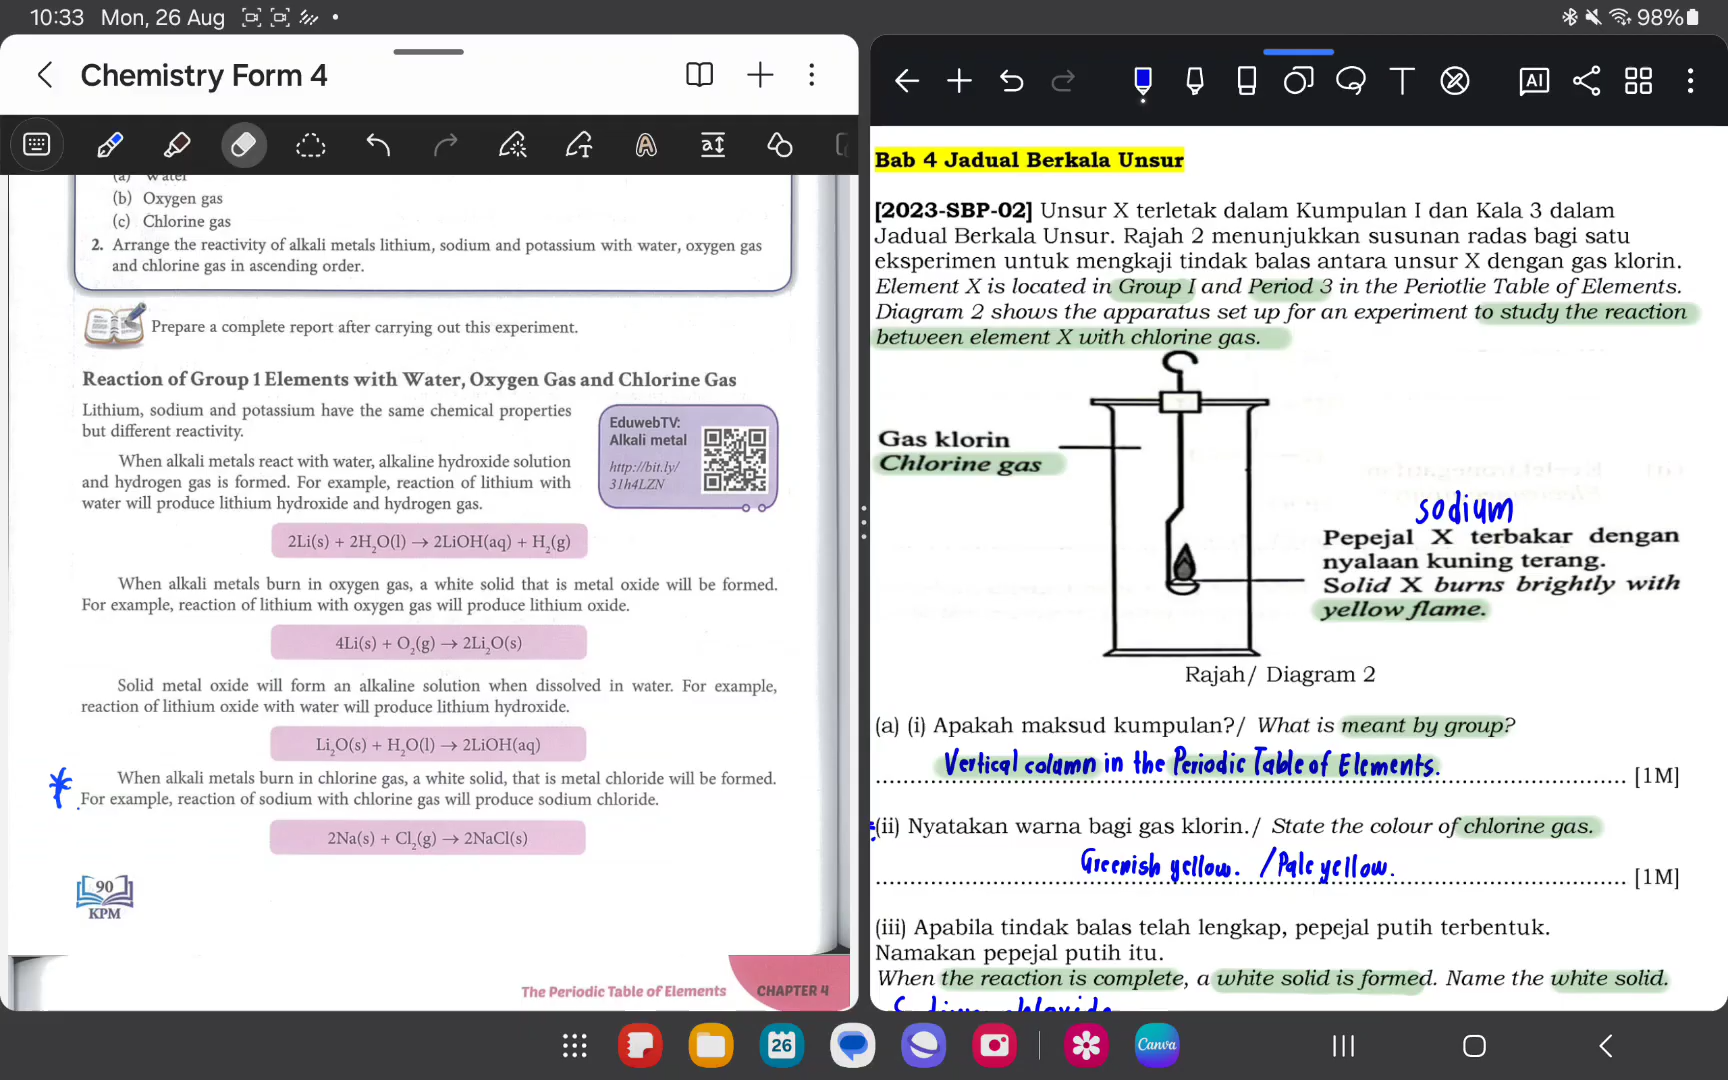 10:33 Mon, 26 Aug
98%
Chemistry Form 4
(a) Water
(b) Oxygen gas
(c) Chlorine gas
2. Arrange the reactivity of alkali metals lithium, sodium and potassium with water, oxygen gas
and chlorine gas in ascending order.
Prepare a complete report after carrying out this experiment.
Reaction of Group 1 Elements with Water, Oxygen Gas and Chlorine Gas
Lithium, sodium and potassium have the same chemical properties
but different reactivity.
When alkali metals react with water, alkaline hydroxide solution
and hydrogen gas is formed. For example, reaction of lithium with
water will produce lithium hydroxide and hydrogen gas.
EduwebTV:
Alkali metal
http://bit.ly/
31h4LZN
2Li(s) + 2H₂O(l) → 2LiOH(aq) + H₂(g)
When alkali metals burn in oxygen gas, a white solid that is metal oxide will be formed.
For example, reaction of lithium with oxygen gas will produce lithium oxide.
4Li(s) + O₂(g) → 2Li₂O(s)
Solid metal oxide will form an alkaline solution when dissolved in water. For example,
reaction of lithium oxide with water will produce lithium hydroxide.
Li₂O(s) + H₂O(l) → 2LiOH(aq)
When alkali metals burn in chlorine gas, a white solid, that is metal chloride will be formed.
For example, reaction of sodium with chlorine gas will produce sodium chloride.
2Na(s) + Cl₂(g) → 2NaCl(s)
90
KPM
The Periodic Table of Elements CHAPTER 4
AI
Bab 4 Jadual Berkala Unsur
[2023-SBP-02] Unsur X terletak dalam Kumpulan I dan Kala 3 dalam
Jadual Berkala Unsur. Rajah 2 menunjukkan susunan radas bagi satu
eksperimen untuk mengkaji tindak balas antara unsur X dengan gas klorin.
Element X is located in Group I and Period 3 in the Periotlie Table of Elements.
Diagram 2 shows the apparatus set up for an experiment to study the reaction
between element X with chlorine gas.
Gas klorin
Chlorine gas
sodium
Pepejal X terbakar dengan
nyalaan kuning terang.
Solid X burns brightly with
yellow flame.
Rajah/ Diagram 2
(a) (i) Apakah maksud kumpulan?/ What is meant by group?
Vertical column in the Periodic Table of Elements.
[1M]
(ii) Nyatakan warna bagi gas klorin./ State the colour of chlorine gas.
Greenish yellow. / Pale yellow.
[1M]
(iii) Apabila tindak balas telah lengkap, pepejal putih terbentuk.
Namakan pepejal putih itu.
When the reaction is complete, a white solid is formed. Name the white solid.
Sodium chloride
26
Canva